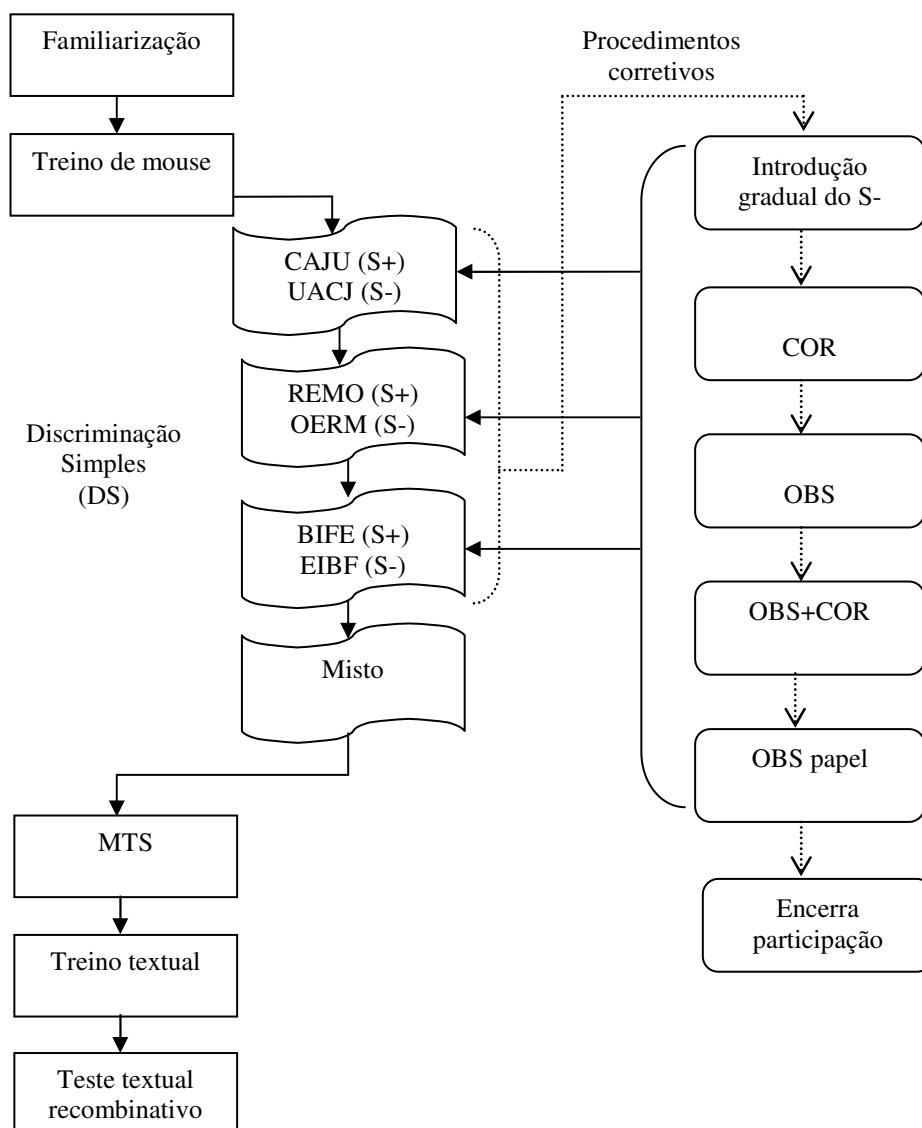 Familiarização
Treino de mouse
CAJU (S+)
UACJ (S-)
REMO (S+)
OERM (S-)
Discriminação
Simples
(DS)
BIFE (S+)
EIBF (S-)
Misto
MTS
Treino textual
Teste textual
recombinativo
Procedimentos
corretivos
Introdução
gradual do S-
COR
OBS
OBS+COR
OBS papel
Encerra
participação